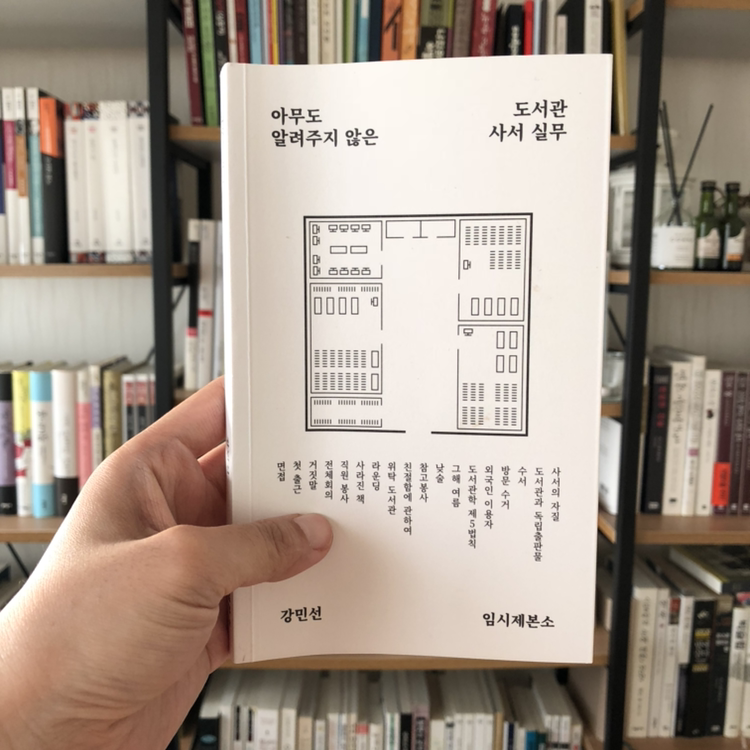 아무도
알려주지 않은
도서관
사서 실무
면접
첫 출근
거짓말
전체회의
직원 봉사
사라진 책
라운딩
위탁 도서관
친절함에 관하여
참고봉사
낮술
그해 여름
도서관학 제5법칙
외국인 이용자
방문 수거
수서
도서관과 독립출판물
사서의 자질
강민선
임시제본소